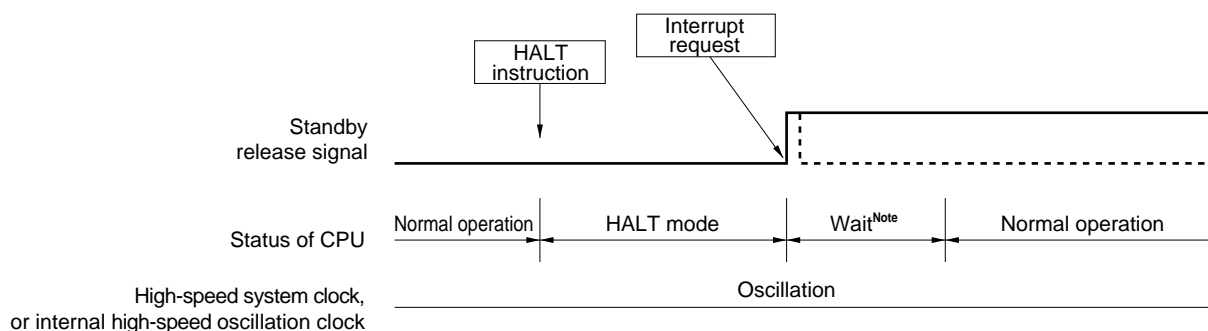 Interrupt
request
HALT
instruction
Standby
release signal
Normal operation
HALT mode
WaitNote
Normal operation
Status of CPU
Oscillation
High-speed system clock,
or internal high-speed oscillation clock